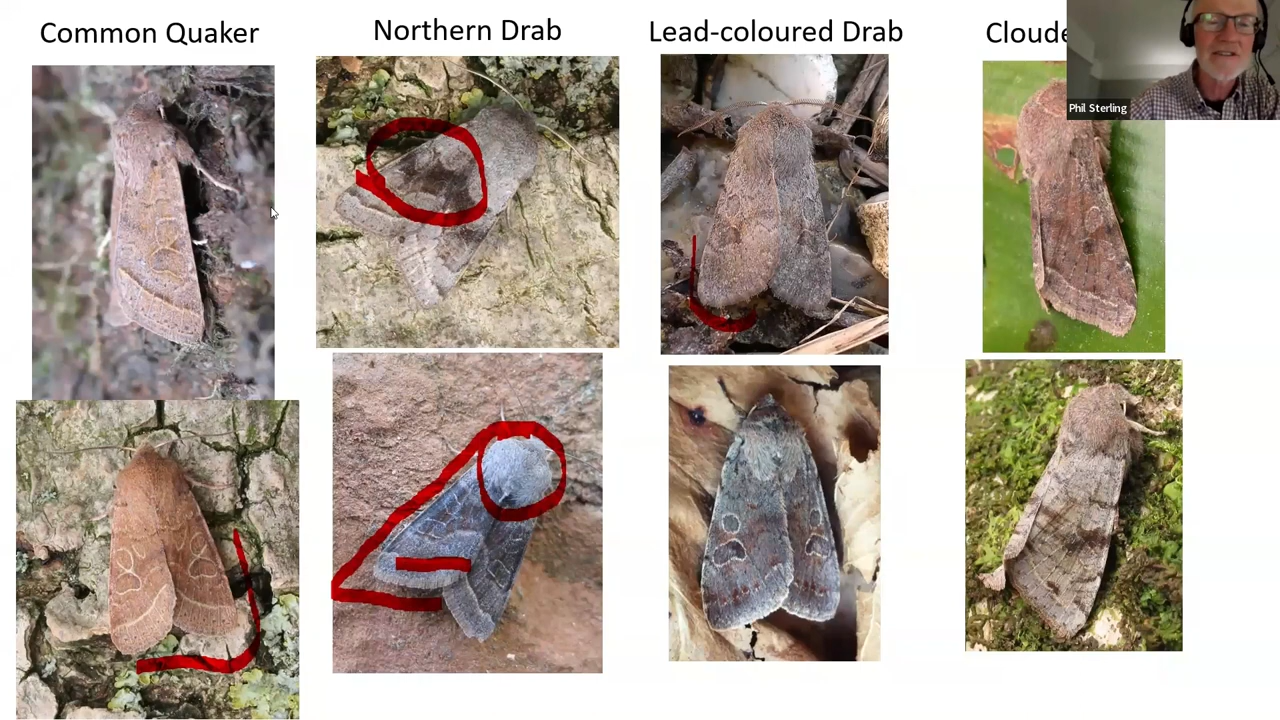 Common Quaker
Northern Drab
Lead-coloured Drab
Cloude
Phil Sterling